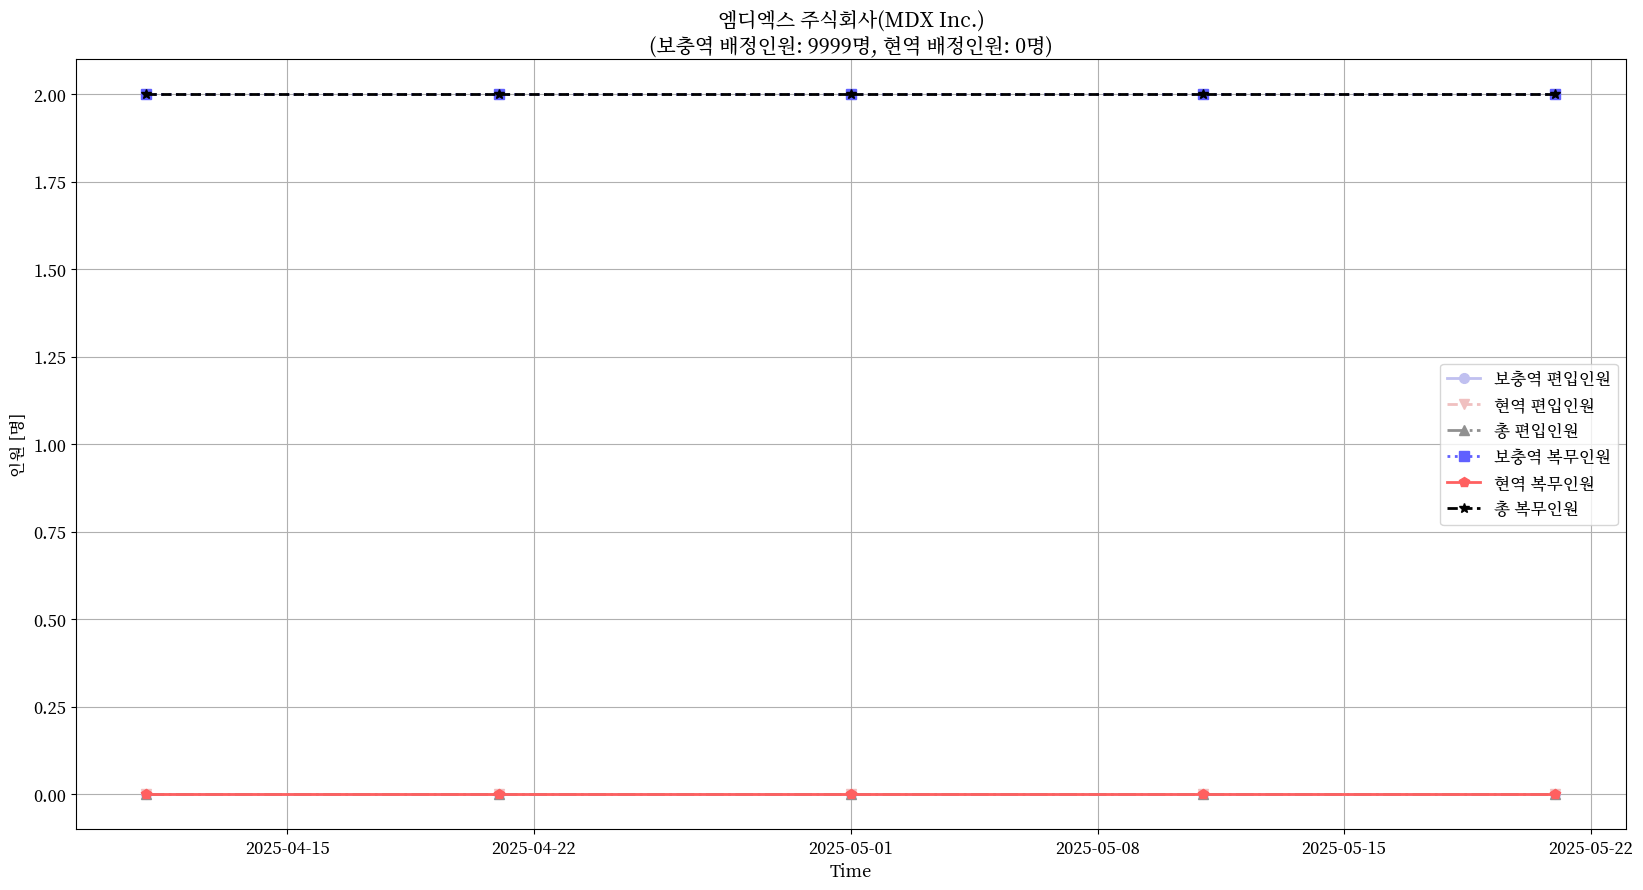 엠디엑스 주식회사(MDX Inc.)
(보충역 배정인원: 9999명, 현역 배정인원: 0명)
2.00
1.75
1.50
1.25
1.00
0.75
0.50
0.25
0.00
인원 [명]
보충역 편입인원
현역 편입인원
총 편입인원
보충역 복무인원
현역 복무인원
총 복무인원
2025-04-15
2025-04-22
2025-05-01
2025-05-08
2025-05-15
2025-05-22
Time